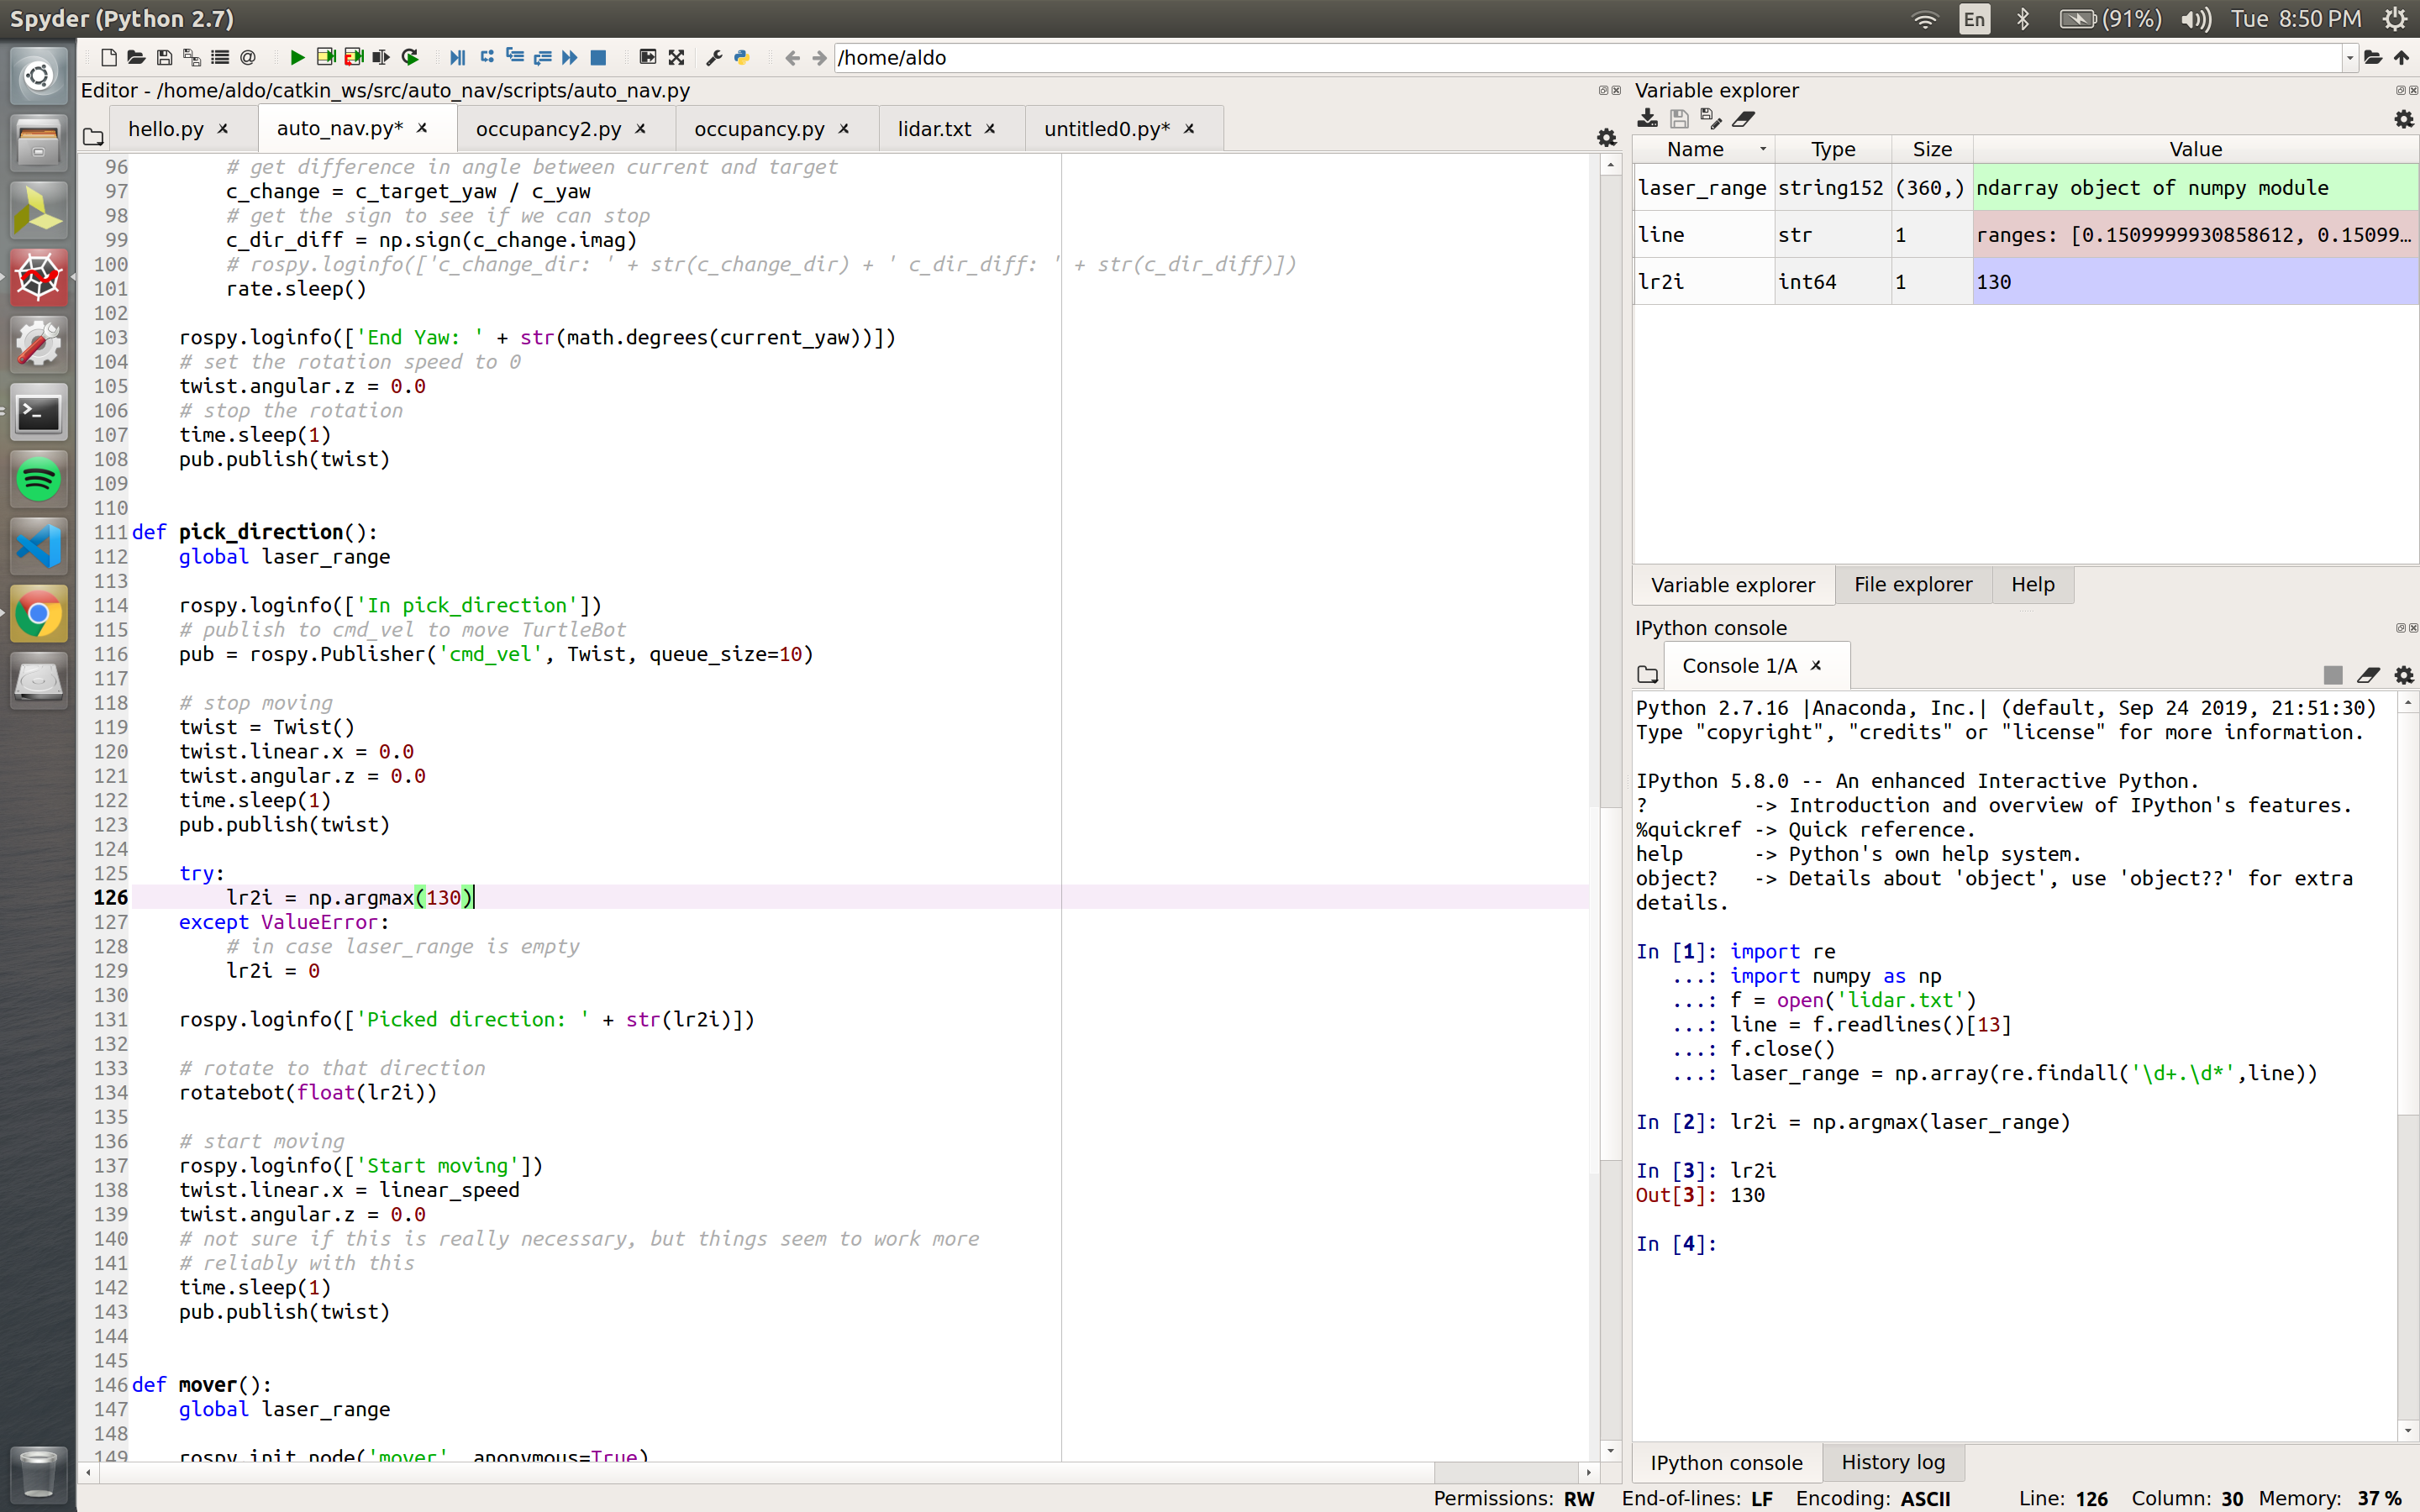 Spyder (Python 2.7)
En (91%) Tue 8:50 PM
/home/aldo
Editor - /home/aldo/catkin_ws/src/auto_nav/scripts/auto_nav.py
hello.py auto_nav.py* occupancy2.py occupancy.py lidar.txt untitled0.py*
96 # get difference in angle between current and target
97 c_change = c_target_yaw / c_yaw
98 # get the sign to see if we can stop
99 c_dir_diff = np.sign(c_change.imag)
100 # rospy.loginfo(['c_change_dir: ' + str(c_change_dir) + ' c_dir_diff: ' + str(c_dir_diff)])
101 rate.sleep()
102
103 rospy.loginfo(['End Yaw: ' + str(math.degrees(current_yaw))])
104 # set the rotation speed to 0
105 twist.angular.z = 0.0
106 # stop the rotation
107 time.sleep(1)
108 pub.publish(twist)
109
110
111 def pick_direction():
112 global laser_range
113
114 rospy.loginfo(['In pick_direction'])
115 # publish to cmd_vel to move TurtleBot
116 pub = rospy.Publisher('cmd_vel', Twist, queue_size=10)
117
118 # stop moving
119 twist = Twist()
120 twist.linear.x = 0.0
121 twist.angular.z = 0.0
122 time.sleep(1)
123 pub.publish(twist)
124
125 try:
126 lr2i = np.argmax(130)
127 except ValueError:
128 # in case laser_range is empty
129 lr2i = 0
130
131 rospy.loginfo(['Picked direction: ' + str(lr2i)])
132
133 # rotate to that direction
134 rotatebot(float(lr2i))
135
136 # start moving
137 rospy.loginfo(['Start moving'])
138 twist.linear.x = linear_speed
139 twist.angular.z = 0.0
140 # not sure if this is really necessary, but things seem to work more
141 # reliably with this
142 time.sleep(1)
143 pub.publish(twist)
144
145
146 def mover():
147 global laser_range
148
149 rospy.init_node('mover', anonymous=True)
Variable explorer
Name Type Size Value
laser_range string152 (360,) ndarray object of numpy module
line str 1 ranges: [0.1509999930858612, 0.15099...
lr2i int64 1 130
Variable explorer File explorer Help
IPython console
Console 1/A
Python 2.7.16 |Anaconda, Inc.| (default, Sep 24 2019, 21:51:30)
Type "copyright", "credits" or "license" for more information.
IPython 5.8.0 -- An enhanced Interactive Python.
? -> Introduction and overview of IPython's features.
%quickref -> Quick reference.
help -> Python's own help system.
object? -> Details about 'object', use 'object??' for extra
details.
In [1]: import re
...: import numpy as np
...: f = open('lidar.txt')
...: line = f.readlines()[13]
...: f.close()
...: laser_range = np.array(re.findall('\d+.\d*',line))
In [2]: lr2i = np.argmax(laser_range)
In [3]: lr2i
Out[3]: 130
In [4]:
IPython console History log
Permissions: RW End-of-lines: LF Encoding: ASCII Line: 126 Column: 30 Memory: 37 %